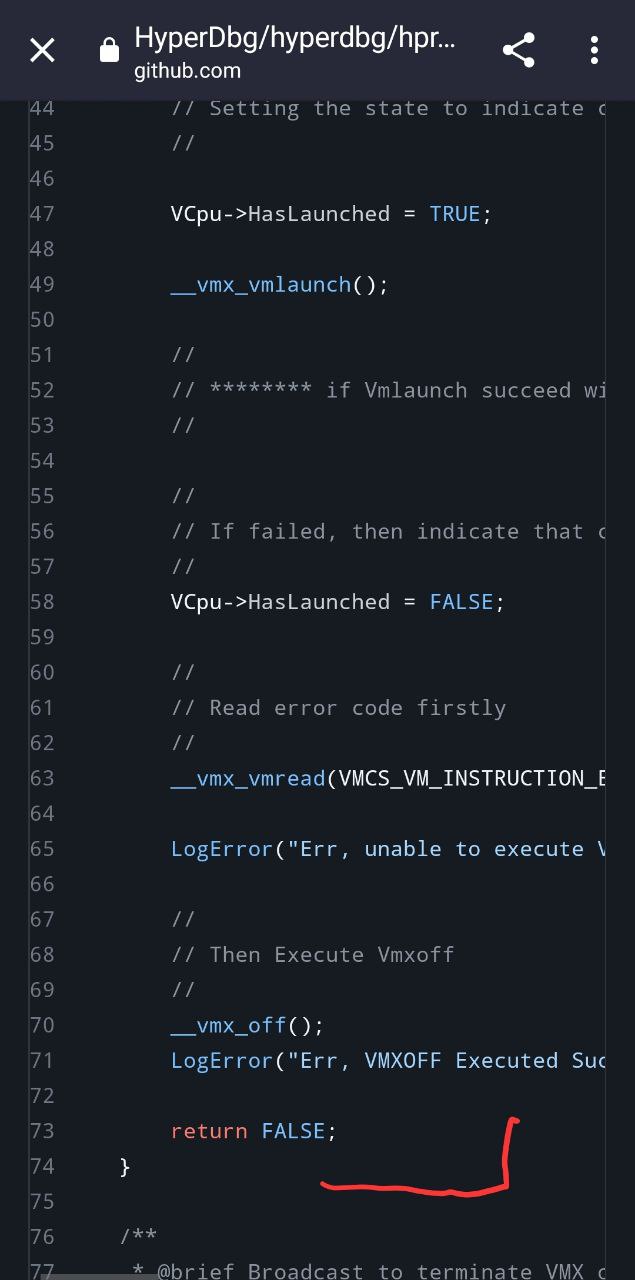 HyperDbg/hyperdbg/hpr...
github.com
44 // Setting the state to indicate c
45 //
46
47 VCpu->HasLaunched = TRUE;
48
49 __vmx_vmlaunch();
50
51 //
52 // ******** if Vmlaunch succeed wi
53 //
54
55 //
56 // If failed, then indicate that c
57 //
58 VCpu->HasLaunched = FALSE;
59
60 //
61 // Read error code firstly
62 //
63 __vmx_vmread(VMCS_VM_INSTRUCTION_E
64
65 LogError("Err, unable to execute V
66
67 //
68 // Then Execute Vmxoff
69 //
70 __vmx_off();
71 LogError("Err, VMXOFF Executed Suc
72
73 return FALSE;
74 }
75
76 /**
77 * @brief Broadcast to terminate VMX c